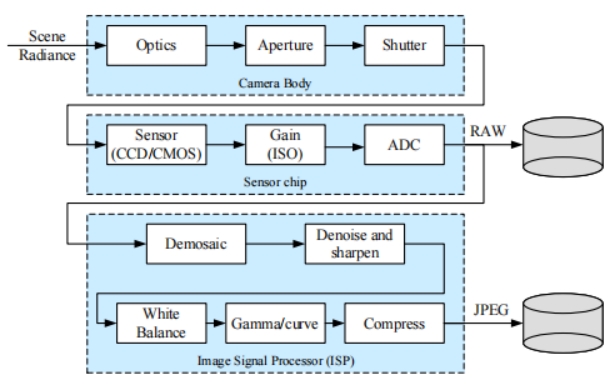 Scene
Radiance
Optics
Aperture
Shutter
Camera Body
Sensor
(CCD/CMOS)
Gain
(ISO)
ADC
RAW
Sensor chip
Demosaic
Denoise and
sharpen
White
Balance
Gamma/curve
Compress
JPEG
Image Signal Processor (ISP)